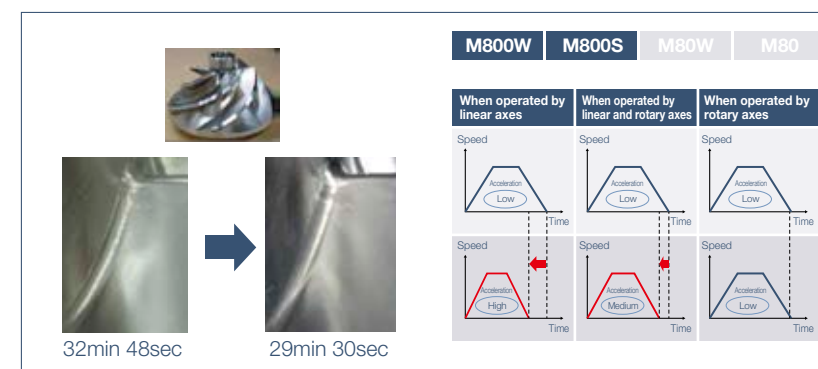 M800W M800S M80W M80
When operated by
linear axes
When operated by
linear and rotary axes
When operated by
rotary axes
Speed
Acceleration
Low
Time
Speed
Acceleration
Low
Time
Speed
Acceleration
Low
Time
Speed
Acceleration
High
Time
Speed
Acceleration
Medium
Time
Speed
Acceleration
Low
Time
32min 48sec
29min 30sec